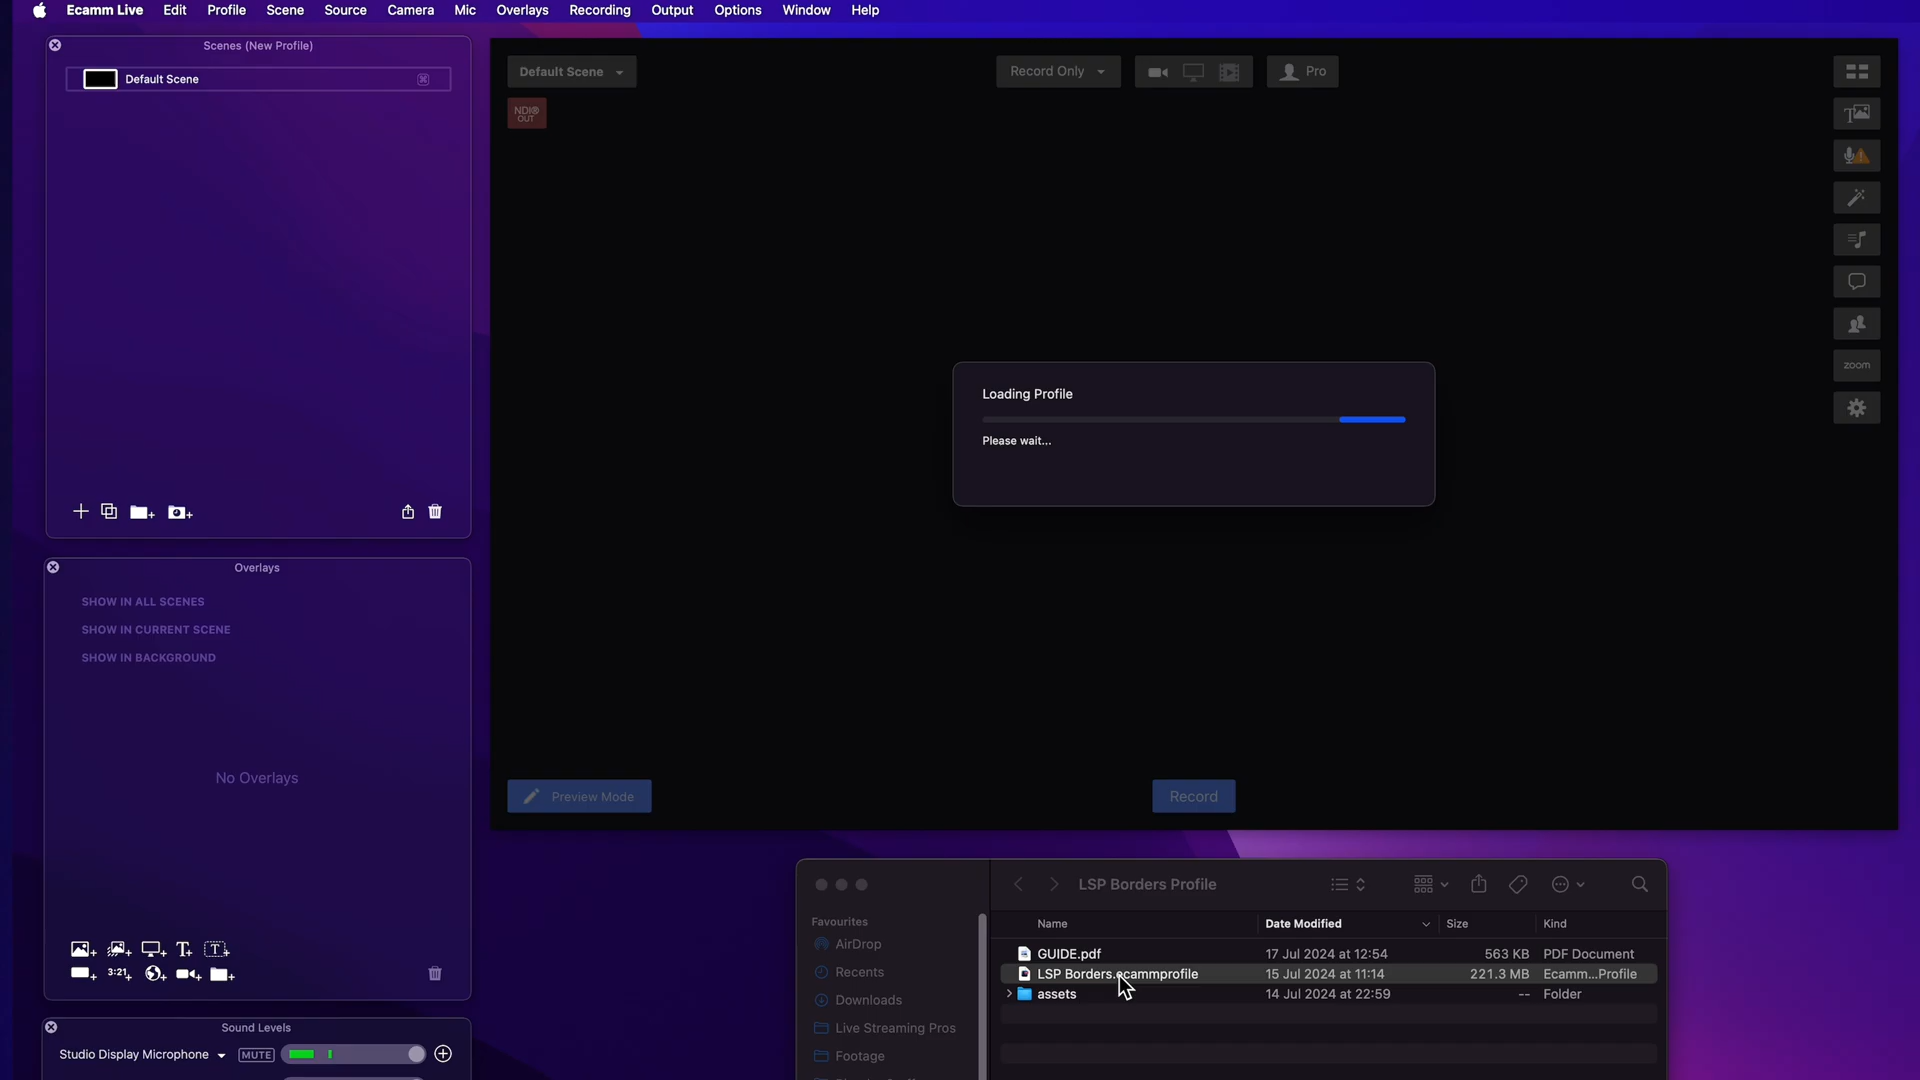 Ecamm Live Edit Profile Scene Source Camera Mic Overlays Recording Output Options Window Help
Scenes (New Profile)
Default Scene
Default Scene
Record Only
Pro
NDI®
OUT
zoom
Loading Profile
Please wait...
Overlays
SHOW IN ALL SCENES
SHOW IN CURRENT SCENE
SHOW IN BACKGROUND
No Overlays
Preview Mode
Record
3:21
Sound Levels
Studio Display Microphone MUTE
LSP Borders Profile
Favourites
AirDrop
Recents
Downloads
Live Streaming Pros
Footage
Name Date Modified Size Kind
GUIDE.pdf 17 Jul 2024 at 12:54 563 KB PDF Document
LSP Borders.ecammprofile 15 Jul 2024 at 11:14 221.3 MB Ecamm...Profile
assets 14 Jul 2024 at 22:59 -- Folder